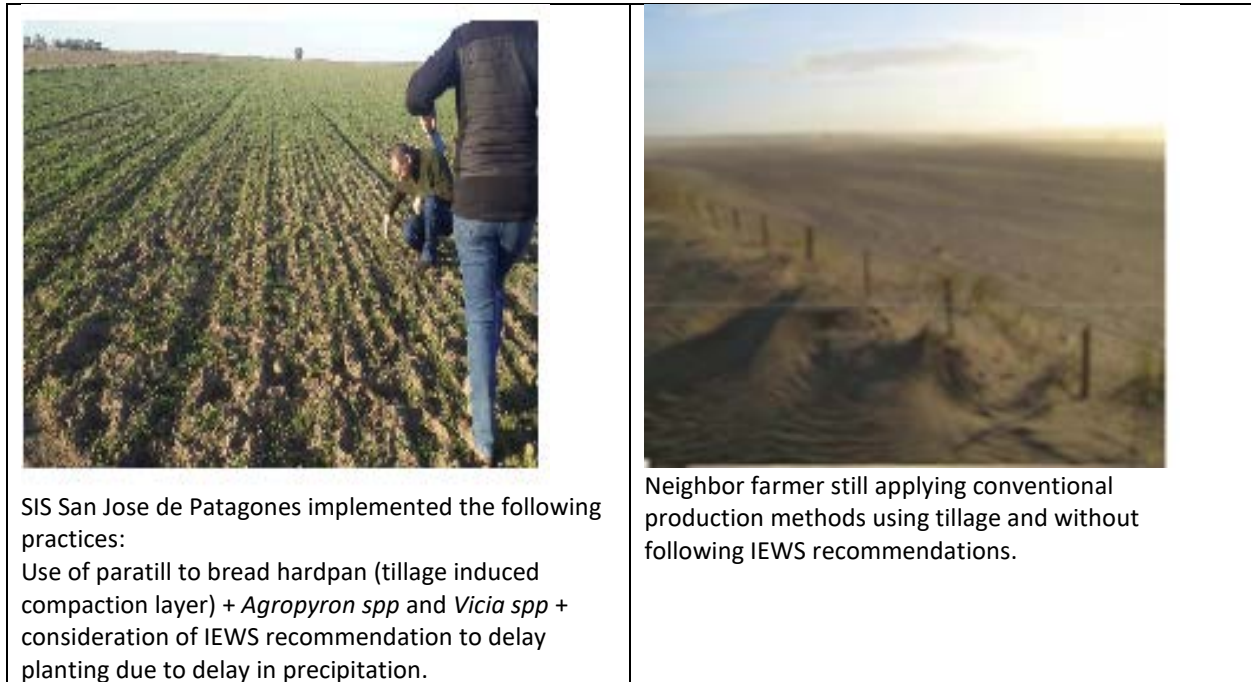 SIS San Jose de Patagones implemented the following
practices:
Use of paratill to bread hardpan (tillage induced
compaction layer) + Agropyron spp and Vicia spp +
consideration of IEWS recommendation to delay
planting due to delay in precipitation.
Neighbor farmer still applying conventional
production methods using tillage and without
following IEWS recommendations.